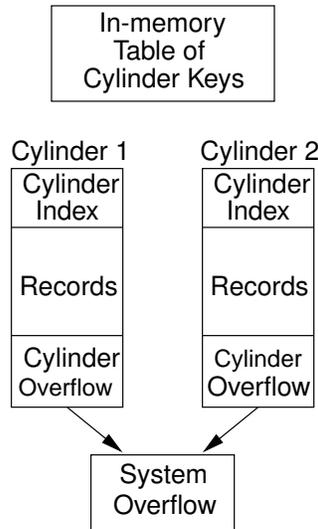 In-memory
Table of
Cylinder Keys
Cylinder 1
Cylinder
Index
Records
Cylinder
Overflow
Cylinder 2
Cylinder
Index
Records
Cylinder
Overflow
System
Overflow